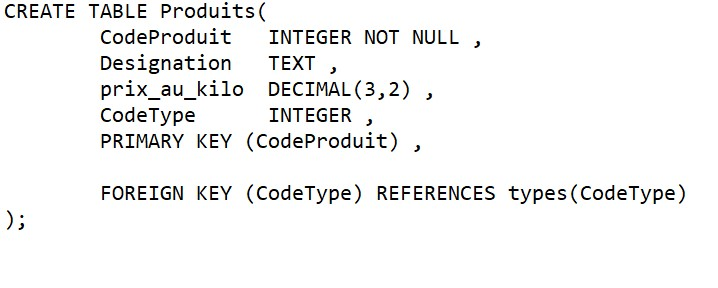 CREATE TABLE Produits(
CodeProduit INTEGER NOT NULL ,
Designation TEXT ,
prix_au_kilo DECIMAL(3,2) ,
CodeType INTEGER ,
PRIMARY KEY (CodeProduit) ,
FOREIGN KEY (CodeType) REFERENCES types(CodeType)
);